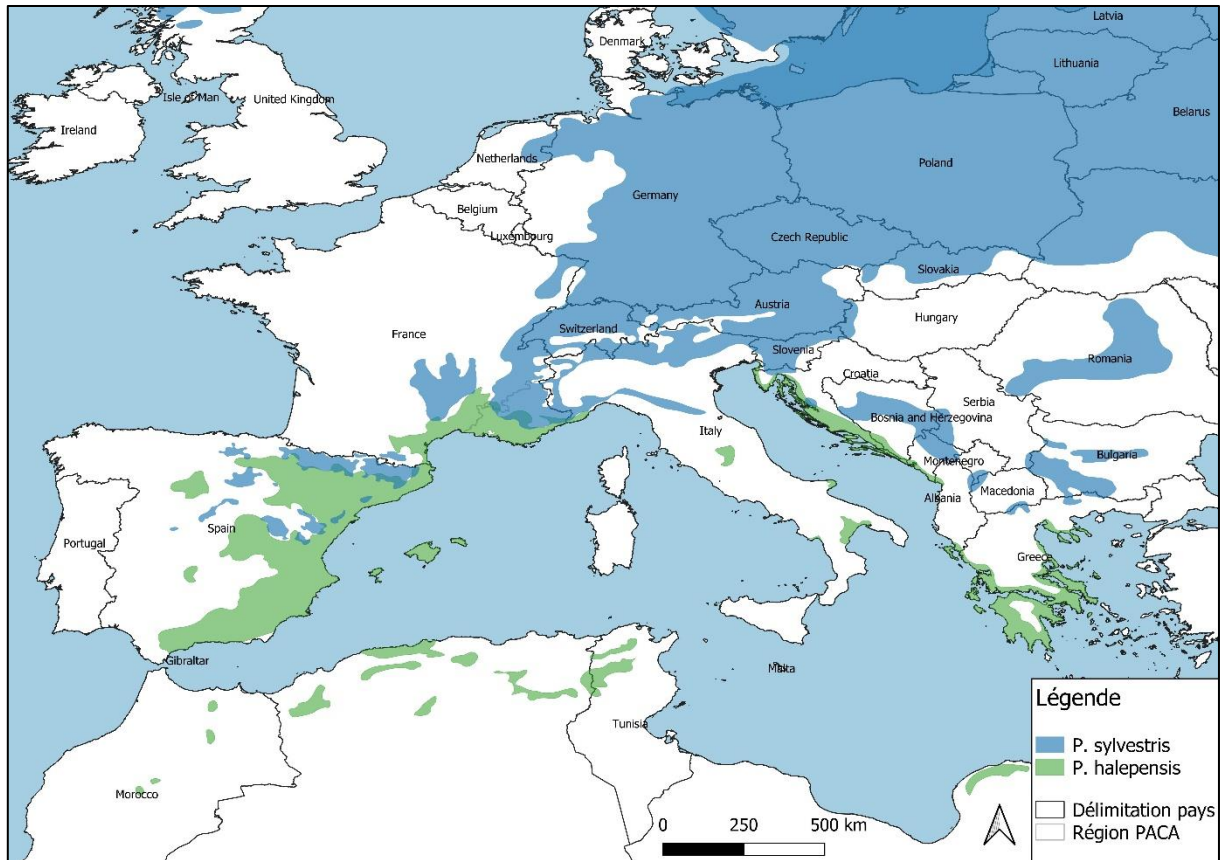 Latvia
Denmark
Lithuania
Isle of Man
United Kingdom
Belarus
Ireland
Netherlands
Poland
Germany
Belgium
Luxembourg
Czech Republic
Slovakia
Austria
Hungary
Switzerland
France
Slovenia
Romania
Croatia
Serbia
Bosnia and Herzegovina
Italy
Montenegro
Bulgaria
Macedonia
Albania
Spain
Portugal
Greece
Gibraltar
Malta
Tunisia
Morocco
Légende
P. sylvestris
P. halepensis
Délimitation pays
Région PACA
0 250 500 km